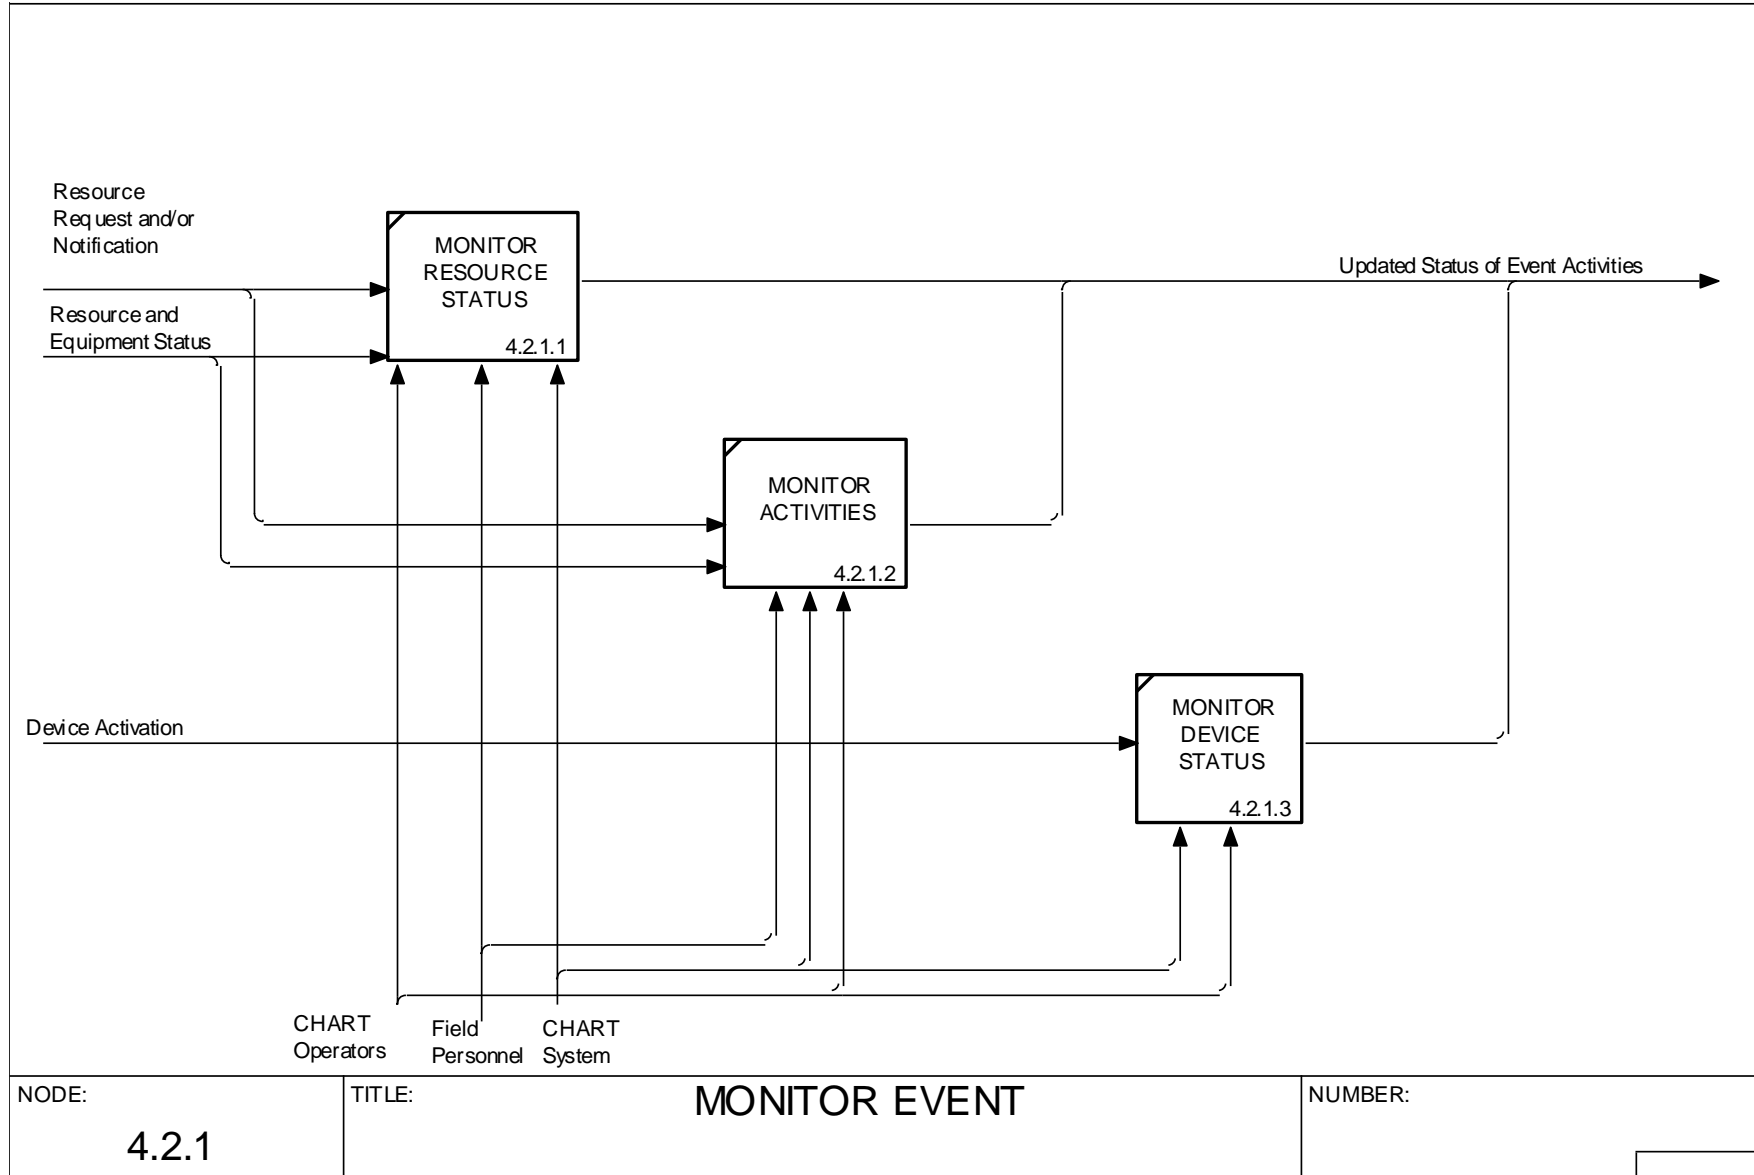 Resource
Request and/or
Notification
MONITOR
RESOURCE
STATUS
4.2.1.1
Updated Status of Event Activities
Resource and
Equipment Status
MONITOR
ACTIVITIES
4.2.1.2
Device Activation
MONITOR
DEVICE
STATUS
4.2.1.3
CHART
Operators
Field
Personnel
CHART
System
NODE:
4.2.1
TITLE:
MONITOR EVENT
NUMBER: